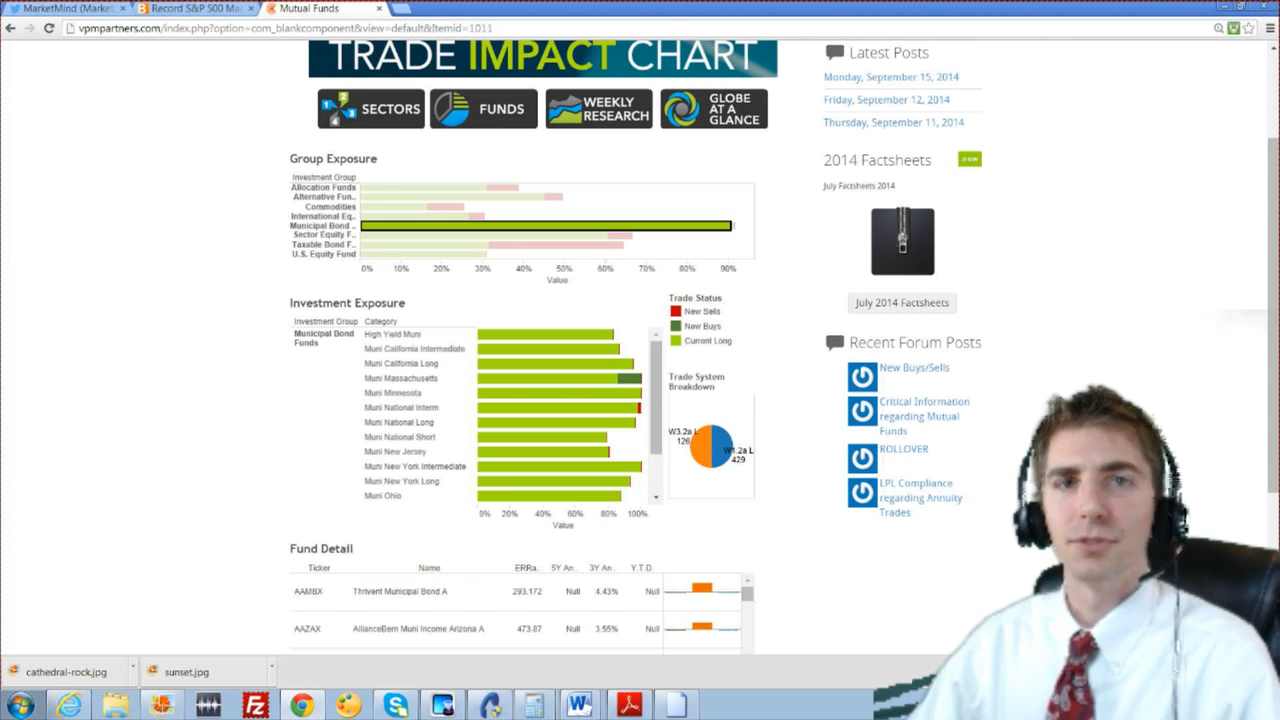 MarketMind (Market
Record S&P 500 Ma
Mutual Funds
vpmpartners.com/index.php?option=com_blankcomponent&view=default&Itemid=1011
TRADE IMPACT CHART
SECTORS
FUNDS
WEEKLY RESEARCH
GLOBE AT A GLANCE
Group Exposure
Investment Group
Allocation Funds
Alternative Fun..
Commodities
International Eq..
Municipal Bond ..
Sector Equity F..
Taxable Bond F..
U.S. Equity Fund
0% 10% 20% 30% 40% 50% 60% 70% 80% 90%
Value
Investment Exposure
Investment Group Category
Municipal Bond Funds
High Yield Muni
Muni California Intermediate
Muni California Long
Muni Massachusetts
Muni Minnesota
Muni National Interm
Muni National Long
Muni National Short
Muni New Jersey
Muni New York Intermediate
Muni New York Long
Muni Ohio
0% 20% 40% 60% 80% 100%
Value
Trade Status
New Sells
New Buys
Current Long
Trade System
Breakdown
W3.2a L
126
W1.2a L
429
Fund Detail
Ticker Name ERRa.. 5Y An.. 3Y An.. Y.T.D.
AAMBX Thrivent Municipal Bond A 293.172 Null 4.43% Null
AAZAX AllianceBern Muni Income Arizona A 473.87 Null 3.55% Null
Latest Posts
Monday, September 15, 2014
Friday, September 12, 2014
Thursday, September 11, 2014
2014 Factsheets new
July Factsheets 2014
July 2014 Factsheets
Recent Forum Posts
New Buys/Sells
Critical Information
regarding Mutual
Funds
ROLLOVER
LPL Compliance
regarding Annuity
Trades
cathedral-rock.jpg
sunset.jpg